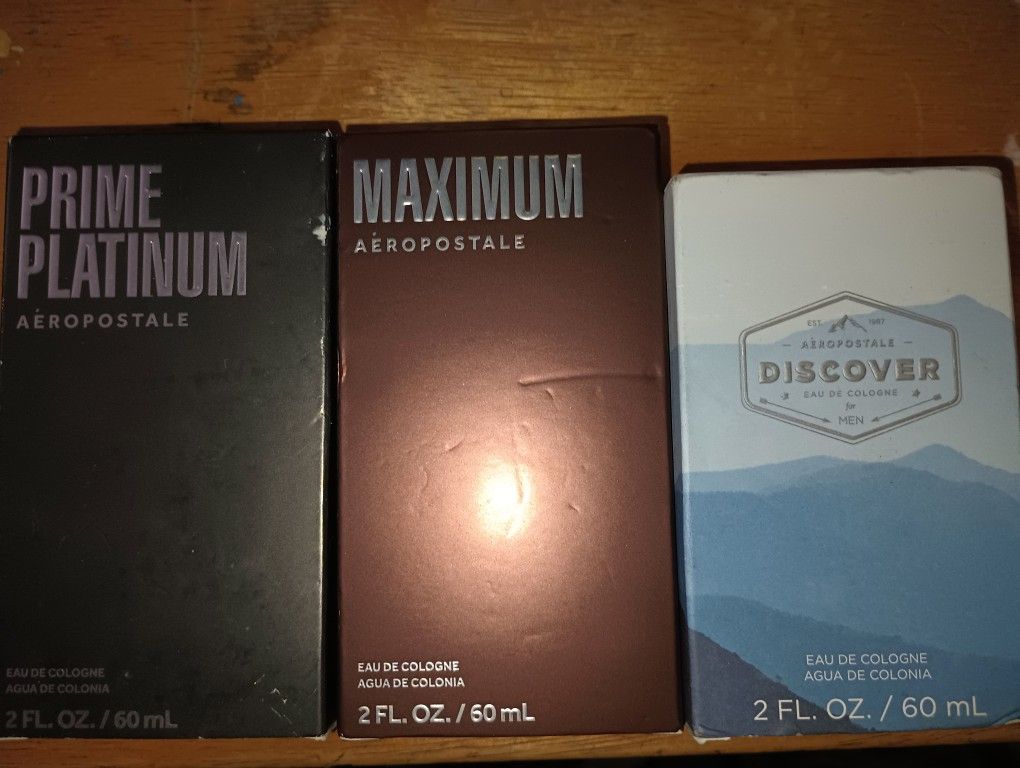 PRIME
PLATINUM
AÉROPOSTALE
EAU DE COLOGNE
AGUA DE COLONIA
2 FL. OZ. / 60 mL
MAXIMUM
AÉROPOSTALE
EAU DE COLOGNE
AGUA DE COLONIA
2 FL. OZ. / 60 mL
EST. 1987
– AÉROPOSTALE –
DISCOVER
EAU DE COLOGNE
for
MEN
EAU DE COLOGNE
AGUA DE COLONIA
2 FL. OZ. / 60 mL